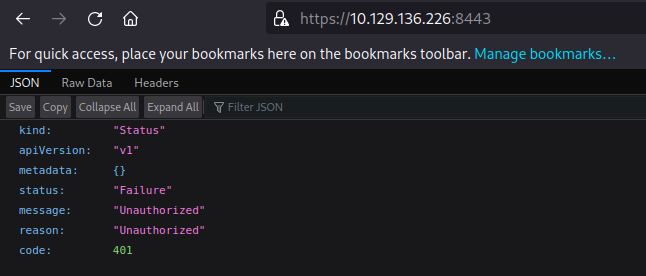 https://10.129.136.226:8443
For quick access, place your bookmarks here on the bookmarks toolbar. Manage bookmarks...
JSON Raw Data Headers
Save Copy Collapse All Expand All Filter JSON
kind: "Status"
apiVersion: "v1"
metadata: {}
status: "Failure"
message: "Unauthorized"
reason: "Unauthorized"
code: 401